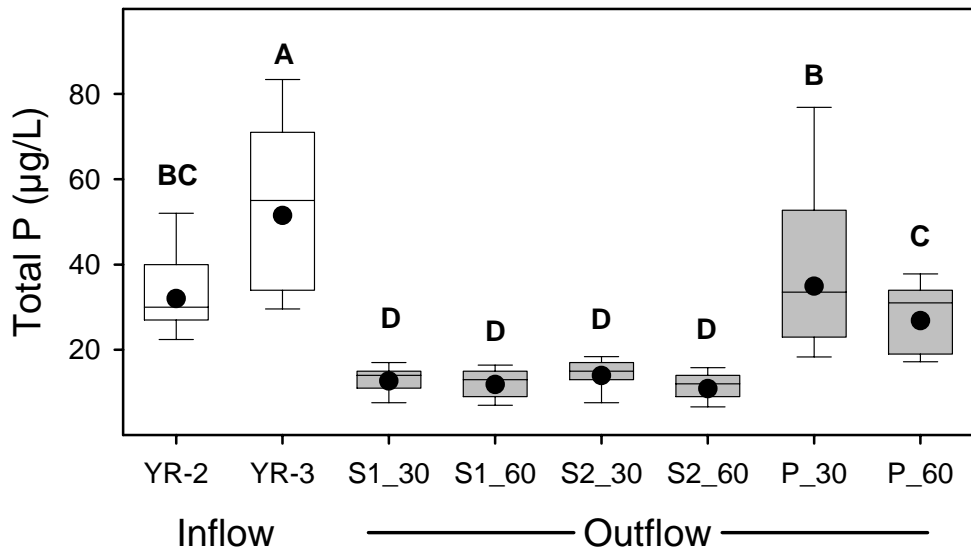 Total P (µg/L)
80
60
40
20
BC
A
D
D
D
D
B
C
YR-2 YR-3 S1_30 S1_60 S2_30 S2_60 P_30 P_60
Inflow Outflow